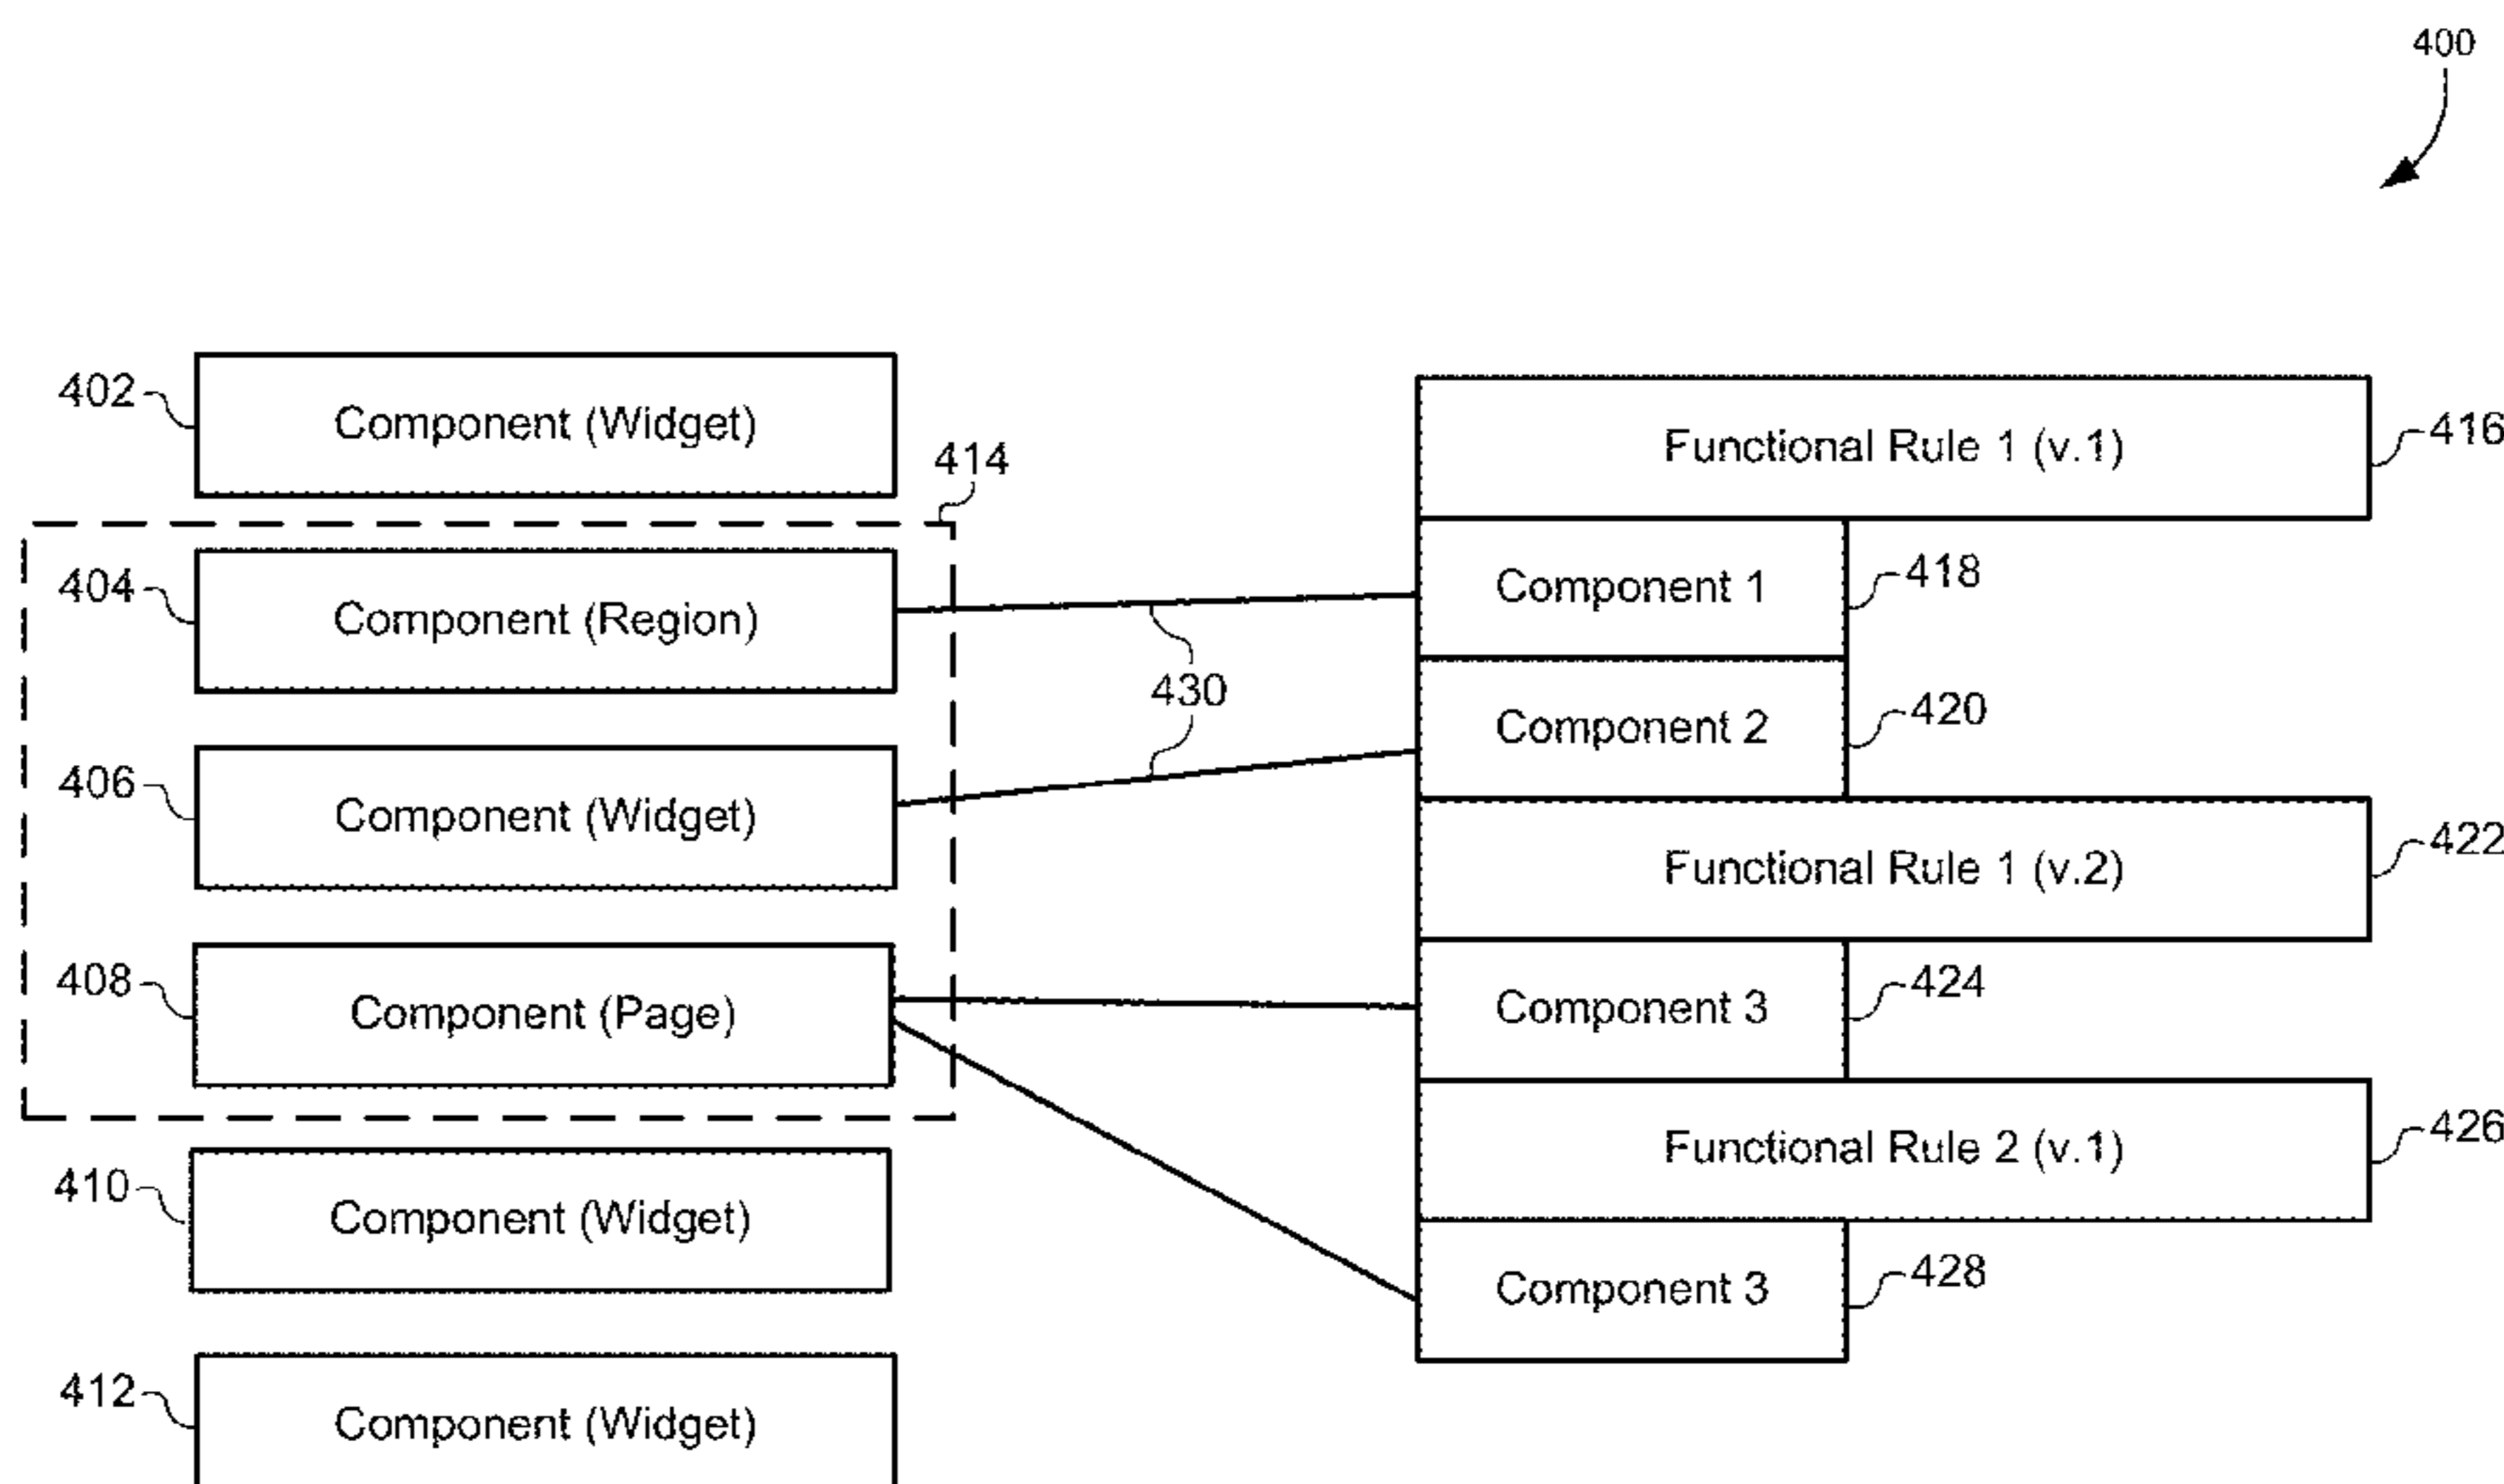 400
402
Component (Widget)
414
404
Component (Region)
406
Component (Widget)
408
Component (Page)
410
Component (Widget)
412
Component (Widget)
430
Functional Rule 1 (v.1)
416
Component 1
418
Component 2
420
Functional Rule 1 (v.2)
422
Component 3
424
Functional Rule 2 (v.1)
426
Component 3
428